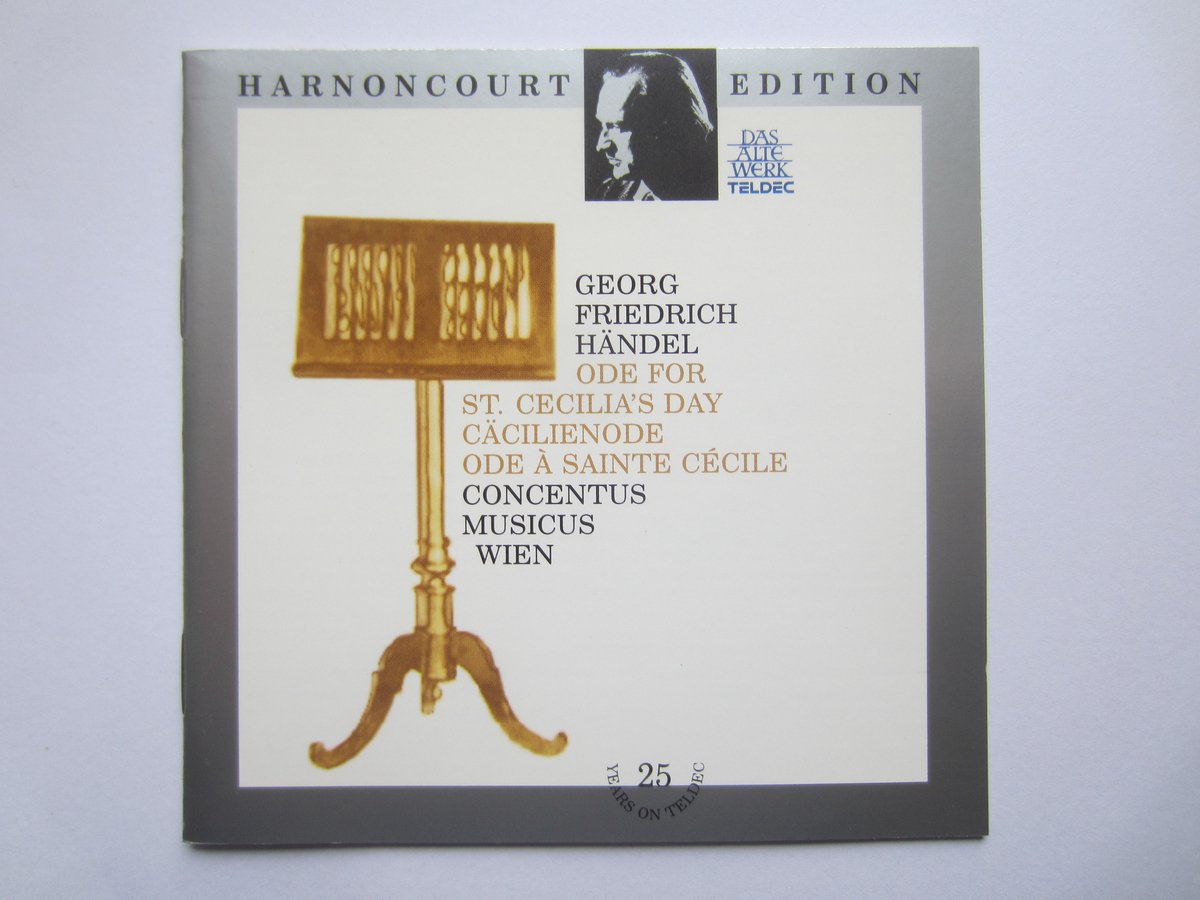 HARNONCOURT EDITION
DAS
ALTE
WERK
TELDEC
GEORG
FRIEDRICH
HÄNDEL
ODE FOR
ST. CECILIA'S DAY
CÄCILIENODE
ODE À SAINTE CÉCILE
CONCENTUS
MUSICUS
WIEN
25
YEARS ON TELDEC